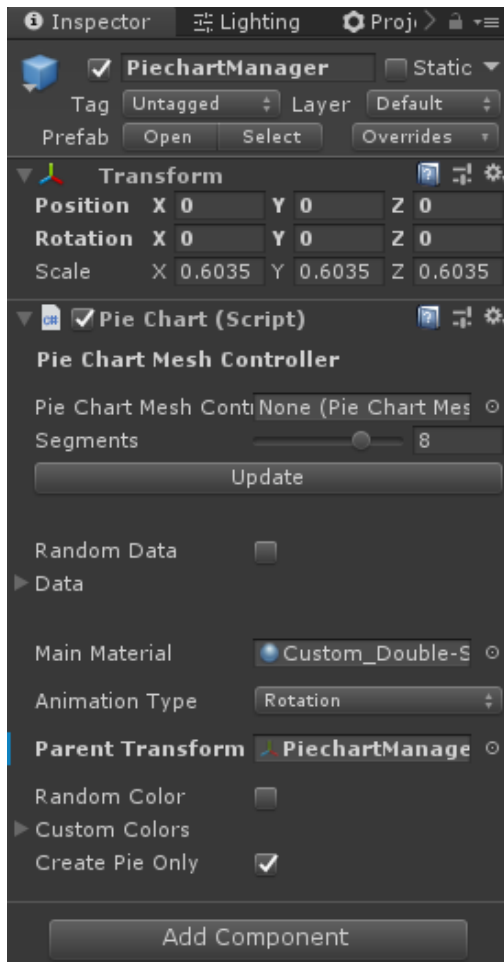 Inspector Lighting Proj
PiechartManager Static
Tag Untagged Layer Default
Prefab Open Select Overrides
Transform
Position X 0 Y 0 Z 0
Rotation X 0 Y 0 Z 0
Scale X 0.6035 Y 0.6035 Z 0.6035
c# Pie Chart (Script)
Pie Chart Mesh Controller
Pie Chart Mesh Conti None (Pie Chart Mes
Segments 8
Update
Random Data
Data
Main Material Custom_Double-S
Animation Type Rotation
Parent Transform PiechartManage
Random Color
Custom Colors
Create Pie Only
Add Component